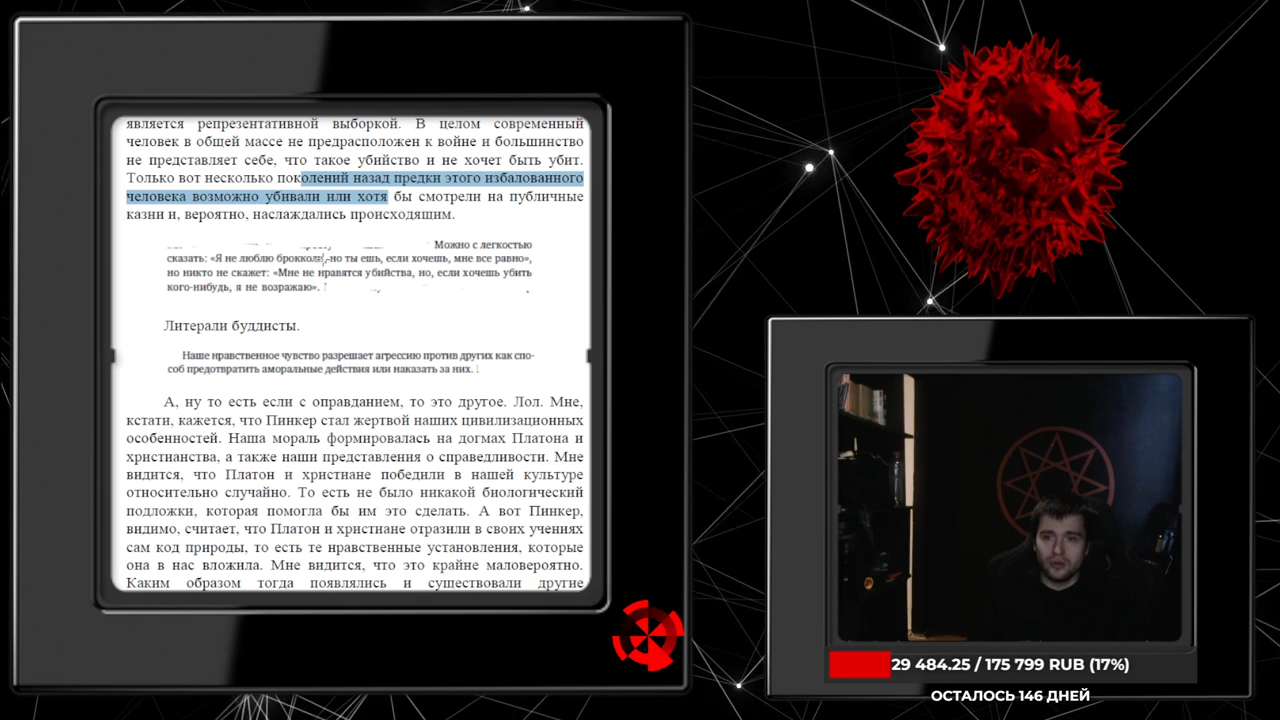 является репрезентативной выборкой. В целом современный
человек в общей массе не предрасположен к войне и большинство
не представляет себе, что такое убийство и не хочет быть убит.
Только вот несколько поколений назад предки этого избалованного
человека возможно убивали или хотя бы смотрели на публичные
казни и, вероятно, наслаждались происходящим.
Можно с легкостью
сказать: «Я не люблю брокколи, но ты ешь, если хочешь, мне все равно»,
но никто не скажет: «Мне не нравятся убийства, но, если хочешь убить
кого-нибудь, я не возражаю».
Литерали буддисты.
Наше нравственное чувство разрешает агрессию против других как спо-
соб предотвратить аморальные действия или наказать за них.
А, ну то есть если с оправданием, то это другое. Лол. Мне,
кстати, кажется, что Пинкер стал жертвой наших цивилизационных
особенностей. Наша мораль формировалась на догмах Платона и
христианства, а также наши представления о справедливости. Мне
видится, что Платон и христиане победили в нашей культуре
относительно случайно. То есть не было никакой биологический
подложки, которая помогла бы им это сделать. А вот Пинкер,
видимо, считает, что Платон и христиане отразили в своих учениях
сам код природы, то есть те нравственные установления, которые
она в нас вложила. Мне видится, что это крайне маловероятно.
Каким образом тогда появлялись и существовали другие
29 484.25 / 175 799 RUB (17%)
ОСТАЛОСЬ 146 ДНЕЙ